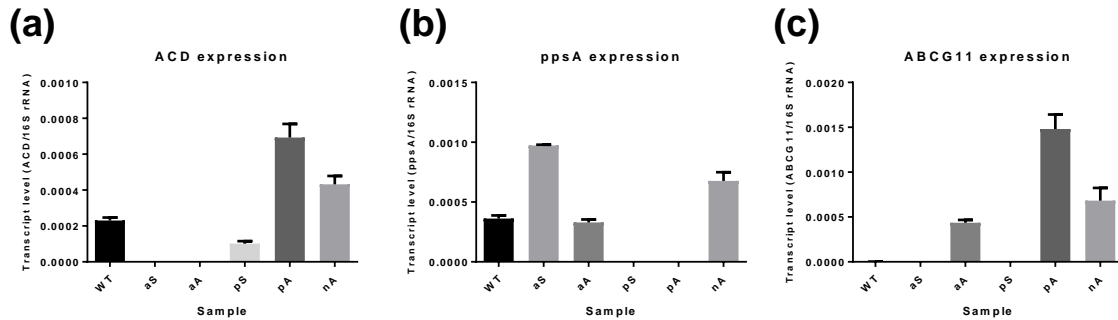 (a)
ACD expression
Transcript level (ACD/16S rRNA)
0.0010
0.0008
0.0006
0.0004
0.0002
0.0000
WT aS aA pS pA nA
Sample
(b)
ppsA expression
Transcript level (ppsA/16S rRNA)
0.0015
0.0010
0.0005
0.0000
WT aS aA pS pA nA
Sample
(c)
ABCG11 expression
Transcript level (ABCG11/16S rRNA)
0.0020
0.0015
0.0010
0.0005
0.0000
WT aS aA pS pA nA
Sample